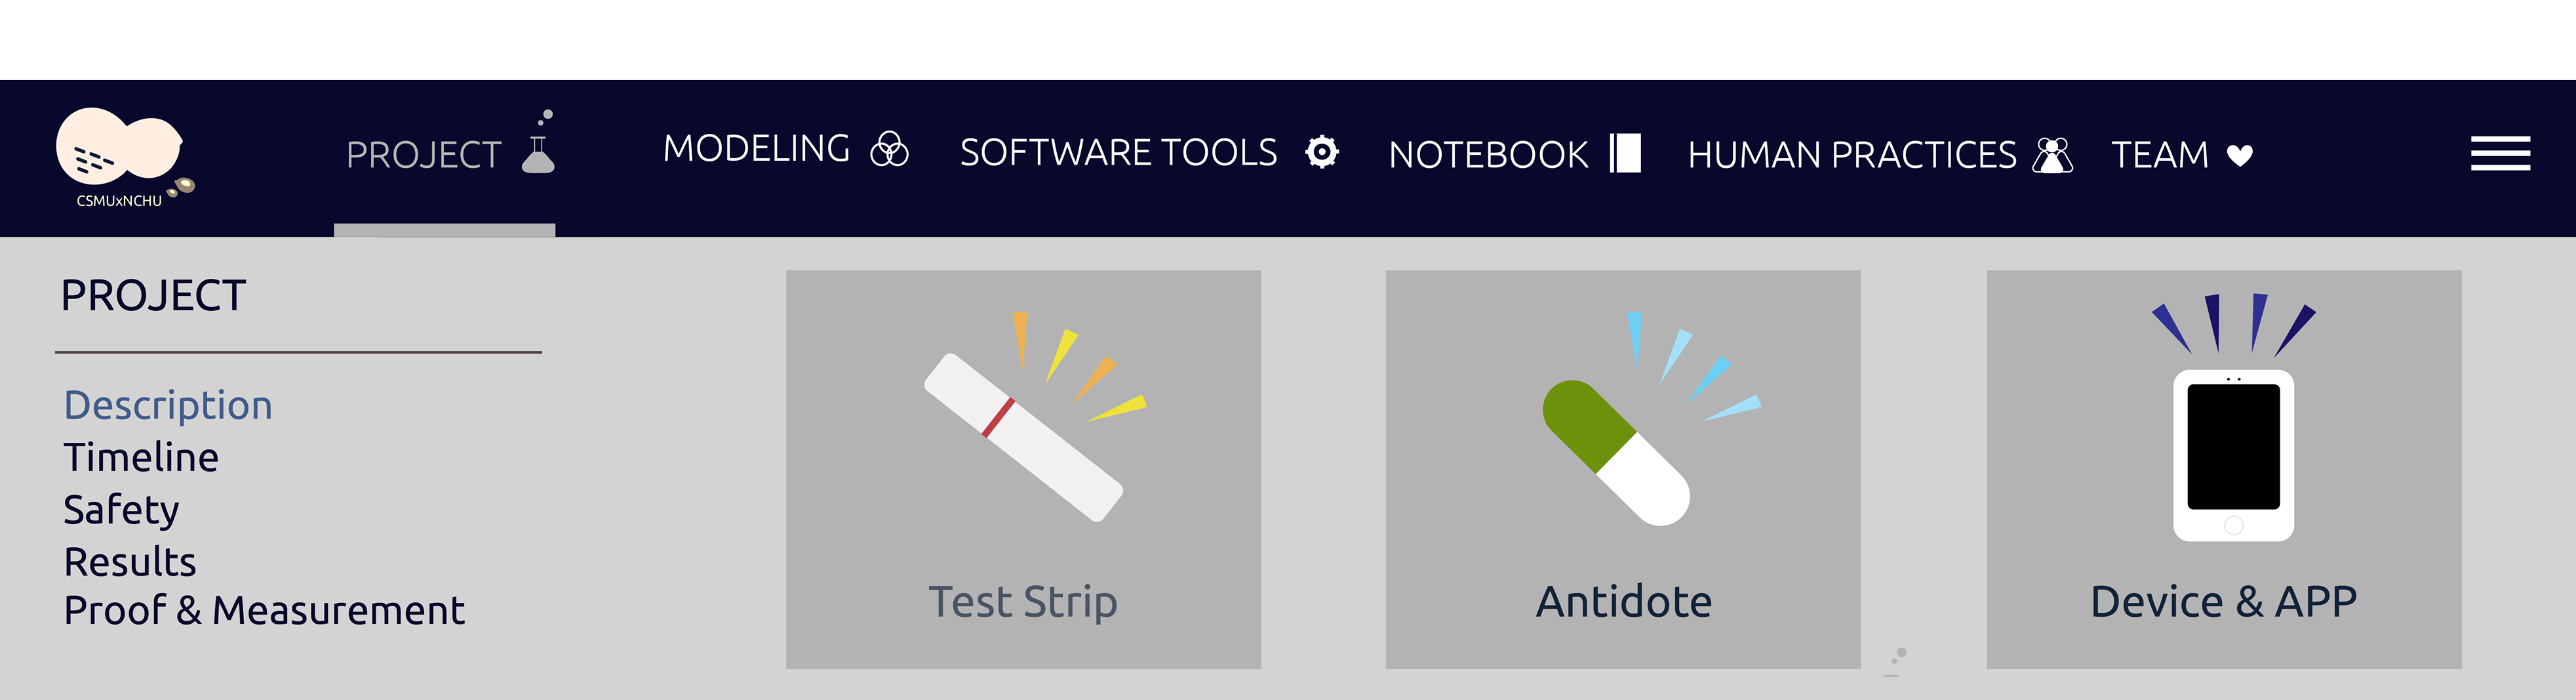 CSMUxNCHU
PROJECT
MODELING
SOFTWARE TOOLS
NOTEBOOK
HUMAN PRACTICES
TEAM
PROJECT
Description
Timeline
Safety
Results
Proof & Measurement
Test Strip
Antidote
Device & APP